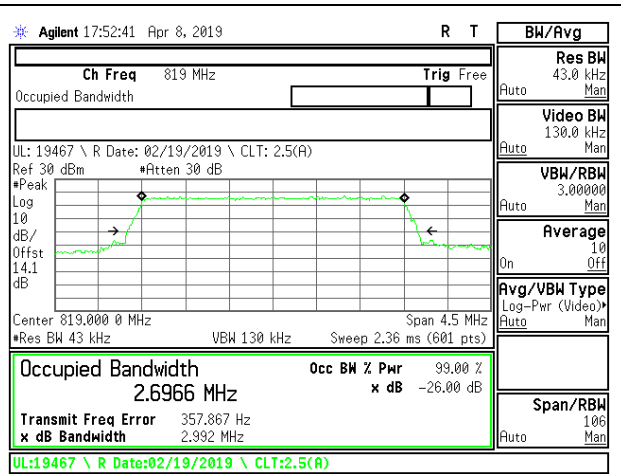 Agilent 17:52:41 Apr 8, 2019 R T
BW/Avg
Ch Freq 819 MHz Trig Free
Occupied Bandwidth
UL: 19467 \ R Date: 02/19/2019 \ CLT: 2.5(A)
Ref 30 dBm #Atten 30 dB
#Peak
Log
10
dB/
Offst
14.1
dB
Center 819.000 0 MHz Span 4.5 MHz
#Res BW 43 kHz VBW 130 kHz Sweep 2.36 ms (601 pts)
Occupied Bandwidth Occ BW % Pwr 99.00 %
2.6966 MHz x dB -26.00 dB
Transmit Freq Error 357.867 Hz
x dB Bandwidth 2.992 MHz
UL:19467 \ R Date:02/19/2019 \ CLT:2.5(A)
Res BW
43.0 kHz
Auto Man
Video BW
130.0 kHz
Auto Man
VBW/RBW
3.00000
Auto Man
Average
10
On Off
Avg/VBW Type
Log-Pwr (Video)
Auto Man
Span/RBW
106
Auto Man